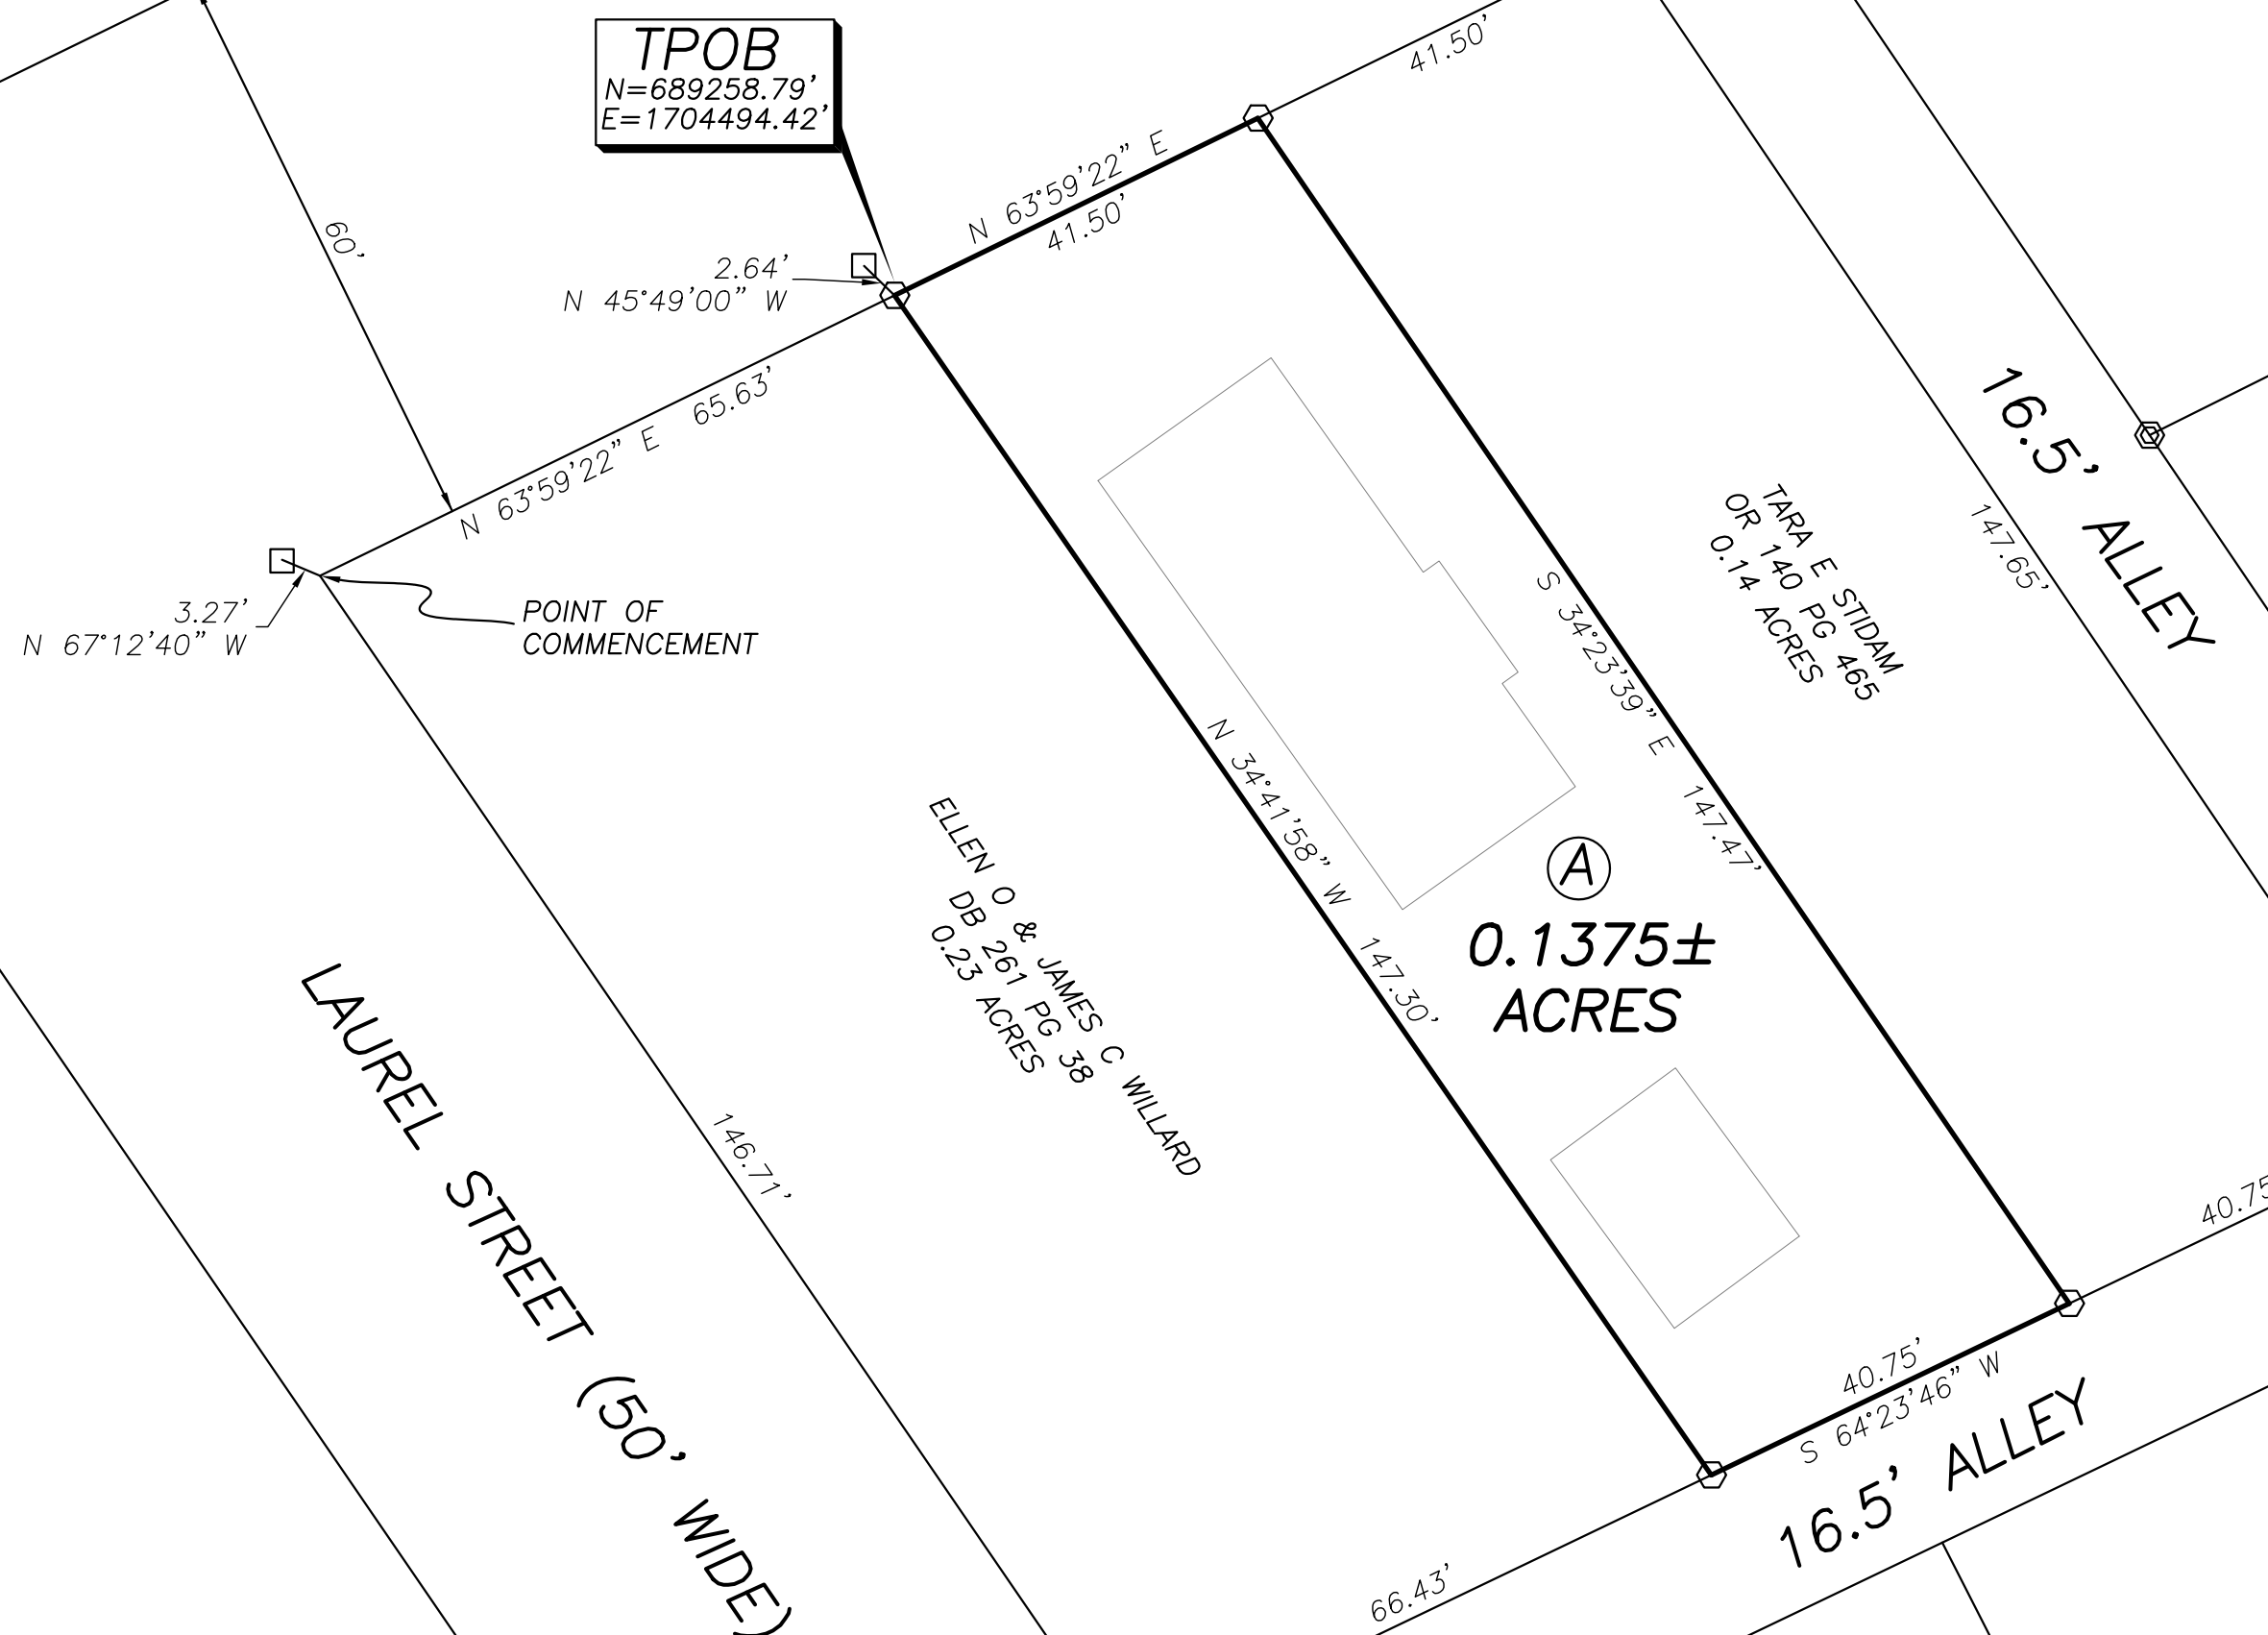 TPOB
N=689258.79'
E=1704494.42'
41.50'
N 63°59'22" E
41.50'
60'
2.64'
N 45°49'00" W
N 63°59'22" E 65.63'
3.27'
N 67°12'40" W
POINT OF
COMMENCEMENT
16.5' ALLEY
147.65'
TARA E STIDAM
OR 140 PG 465
0.14 ACRES
S 34°23'39" E 147.47'
N 34°41'58" W 147.30'
A
0.1375±
ACRES
ELLEN O & JAMES C WILLARD
DB 261 PG 38
0.23 ACRES
LAUREL STREET (50' WIDE)
146.71'
40.75
40.75'
S 64°23'46" W
16.5' ALLEY
66.43'